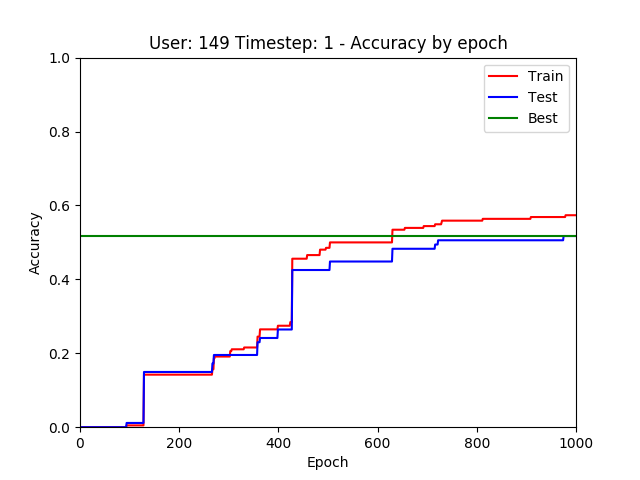 User: 149 Timestep: 1 - Accuracy by epoch
1.0
0.8
0.6
0.4
0.2
0.0
Accuracy
Train
Test
Best
0 200 400 600 800 1000
Epoch